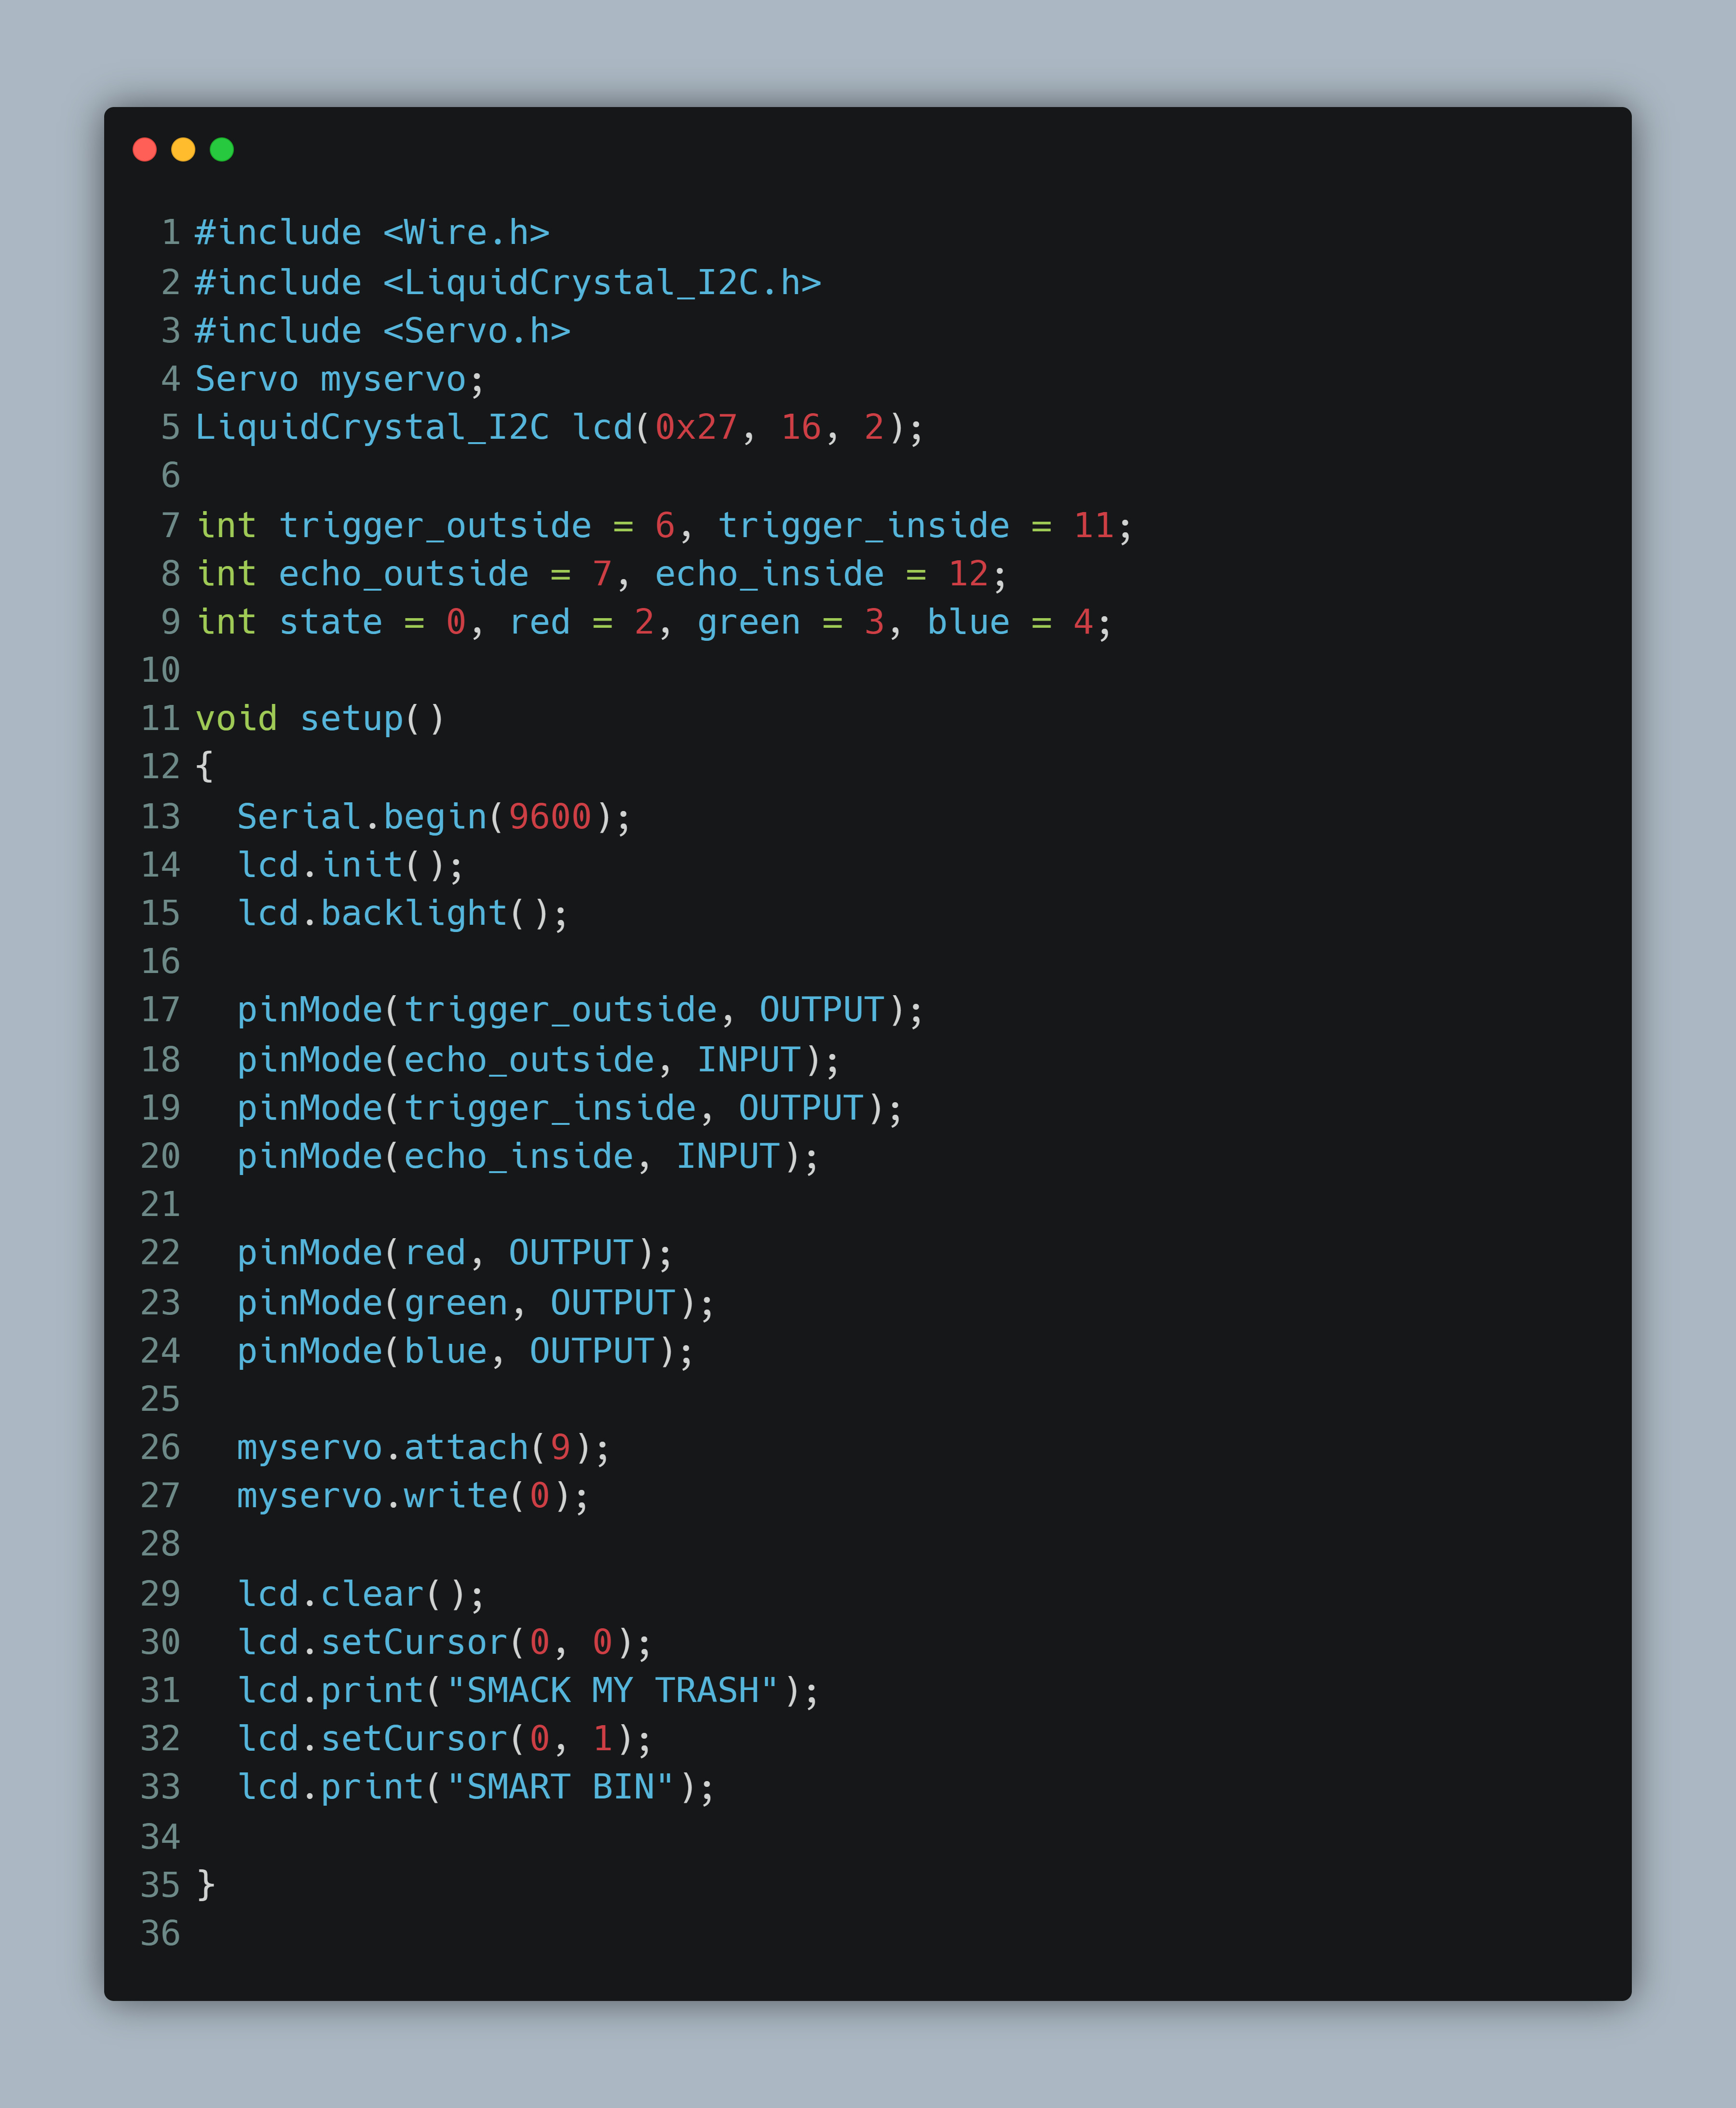 1 #include <Wire.h>
2 #include <LiquidCrystal_I2C.h>
3 #include <Servo.h>
4 Servo myservo;
5 LiquidCrystal_I2C lcd(0x27, 16, 2);
6
7 int trigger_outside = 6, trigger_inside = 11;
8 int echo_outside = 7, echo_inside = 12;
9 int state = 0, red = 2, green = 3, blue = 4;
10
11 void setup()
12 {
13   Serial.begin(9600);
14   lcd.init();
15   lcd.backlight();
16
17   pinMode(trigger_outside, OUTPUT);
18   pinMode(echo_outside, INPUT);
19   pinMode(trigger_inside, OUTPUT);
20   pinMode(echo_inside, INPUT);
21
22   pinMode(red, OUTPUT);
23   pinMode(green, OUTPUT);
24   pinMode(blue, OUTPUT);
25
26   myservo.attach(9);
27   myservo.write(0);
28
29   lcd.clear();
30   lcd.setCursor(0, 0);
31   lcd.print("SMACK MY TRASH");
32   lcd.setCursor(0, 1);
33   lcd.print("SMART BIN");
34
35 }
36